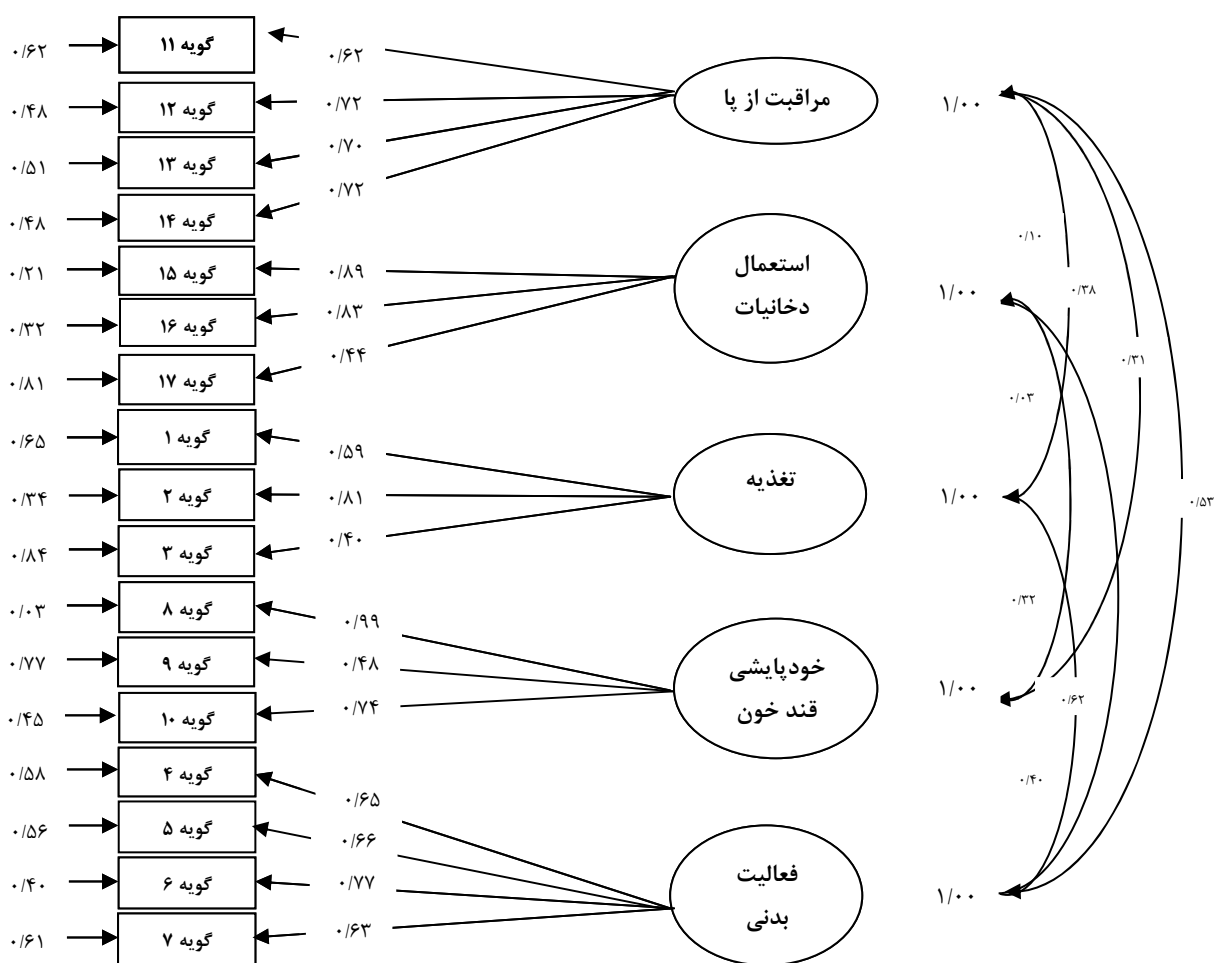 ۰/۶۲ گویه ۱۱ ۰/۶۲
۰/۴۸ گویه ۱۲ ۰/۷۲
۰/۵۱ گویه ۱۳ ۰/۷۰
۰/۴۸ گویه ۱۴ ۰/۷۲
مراقبت از پا
۱/۰۰
۰/۲۱ گویه ۱۵ ۰/۸۹
۰/۳۲ گویه ۱۶ ۰/۸۳
۰/۸۱ گویه ۱۷ ۰/۴۴
استعمال
دخانیات
۱/۰۰
۰/۶۵ گویه ۱ ۰/۵۹
۰/۳۴ گویه ۲ ۰/۸۱
۰/۸۴ گویه ۳ ۰/۴۰
تغذیه
۱/۰۰
۰/۰۳ گویه ۸ ۰/۹۹
۰/۷۷ گویه ۹ ۰/۴۸
۰/۴۵ گویه ۱۰ ۰/۷۴
خودپایشی
قند خون
۱/۰۰
۰/۵۸ گویه ۴ ۰/۶۵
۰/۵۶ گویه ۵ ۰/۶۶
۰/۴۰ گویه ۶ ۰/۷۷
۰/۶۱ گویه ۷ ۰/۶۳
فعالیت
بدنی
۱/۰۰
۰/۱۰
۰/۳۸
۰/۳۱
۰/۰۳
۰/۵۳
۰/۳۲
۰/۶۲
۰/۴۰